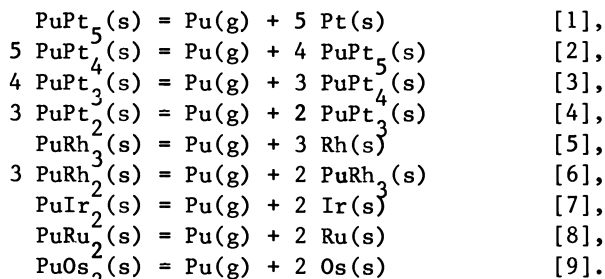 PuPt₅(s) = Pu(g) + 5 Pt(s) [1],
5 PuPt₄(s) = Pu(g) + 4 PuPt₅(s) [2],
4 PuPt₃(s) = Pu(g) + 3 PuPt₄(s) [3],
3 PuPt₂(s) = Pu(g) + 2 PuPt₃(s) [4],
PuRh₃(s) = Pu(g) + 3 Rh(s) [5],
3 PuRh₂(s) = Pu(g) + 2 PuRh₃(s) [6],
PuIr₂(s) = Pu(g) + 2 Ir(s) [7],
PuRu₂(s) = Pu(g) + 2 Ru(s) [8],
PuOs₂(s) = Pu(g) + 2 Os(s) [9].